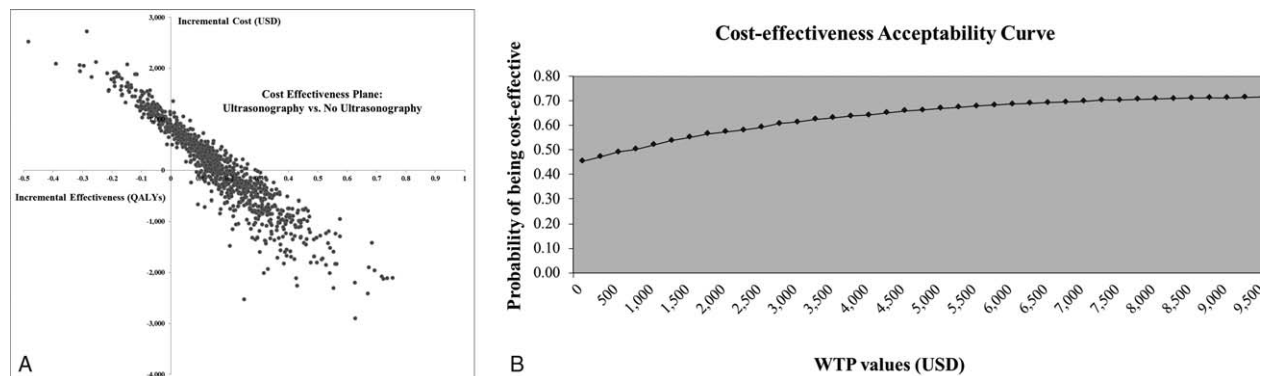 3,000
Incremental Cost (USD)
2,000
Cost Effectiveness Plane:
Ultrasonography vs. No Ultrasonography
1,000
0
-0.5 -0.4 -0.3 -0.2 -0.1 0 0.1 0.2 0.3 0.4 0.5 0.6 0.7 0.8 0.9 1
Incremental Effectiveness (QALYs)
-1,000
-2,000
-3,000
-4,000
A
Cost-effectiveness Acceptability Curve
Probability of being cost-effective
0.80
0.70
0.60
0.50
0.40
0.30
0.20
0.10
0.00
0 500 1,000 1,500 2,000 2,500 3,000 3,500 4,000 4,500 5,000 5,500 6,000 6,500 7,000 7,500 8,000 8,500 9,000 9,500
WTP values (USD)
B